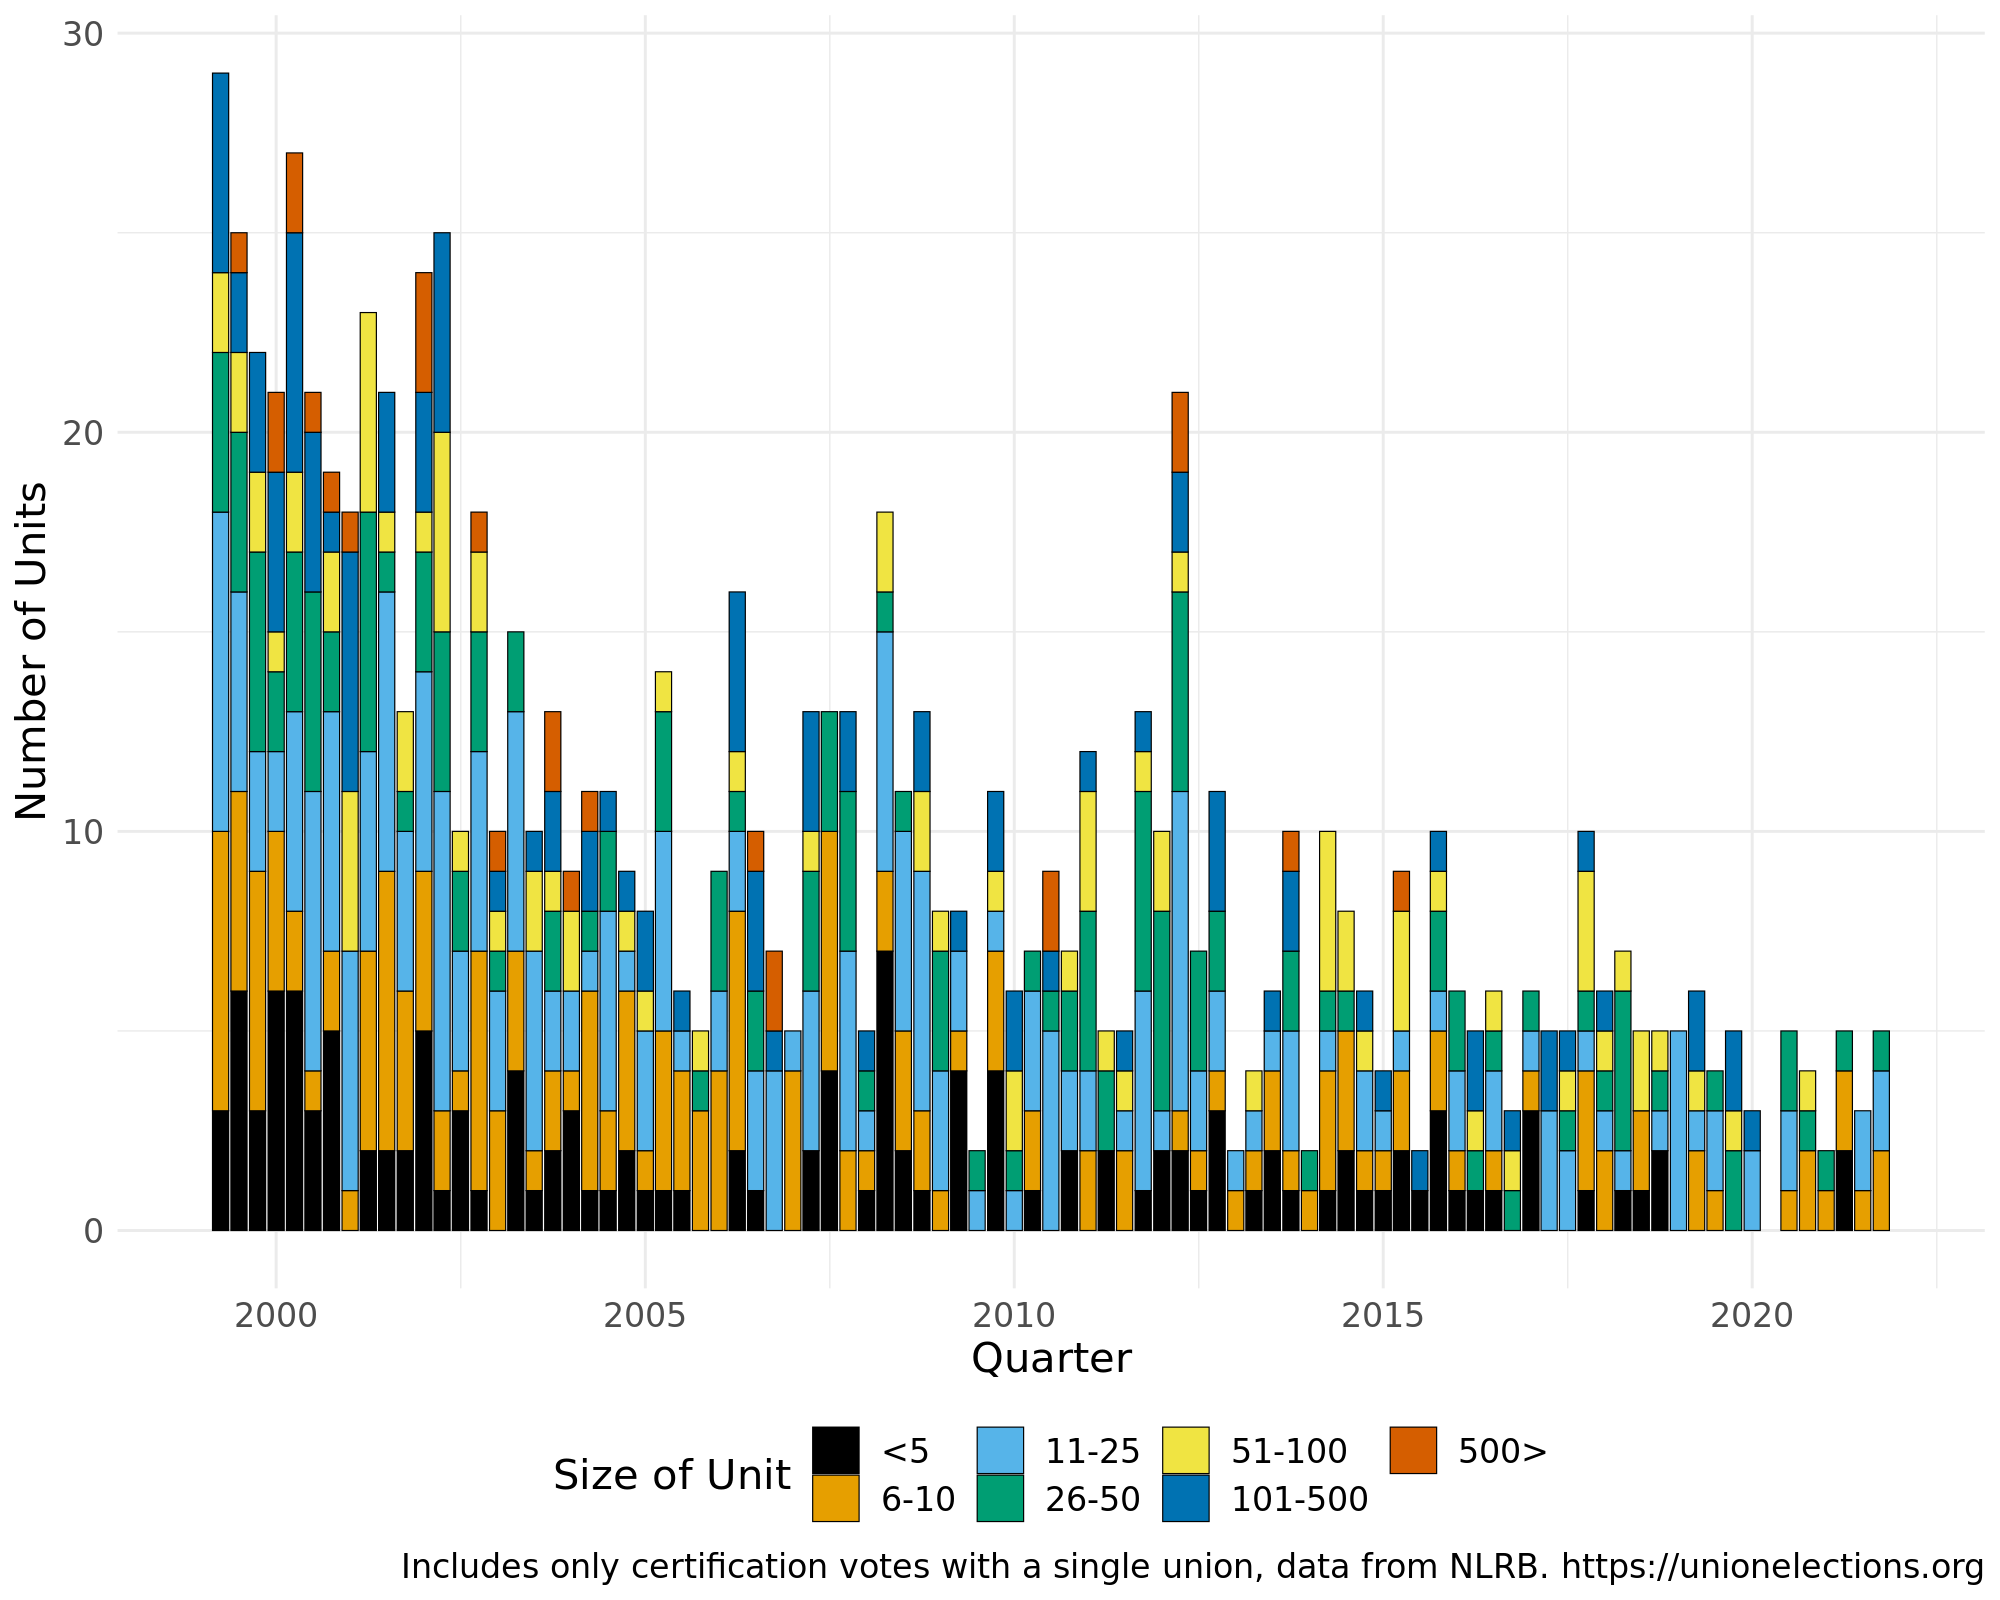 30
20
10
0
Number of Units
2000 2005 2010 2015 2020
Quarter
Size of Unit
<5 11-25 51-100 500>
6-10 26-50 101-500
Includes only certification votes with a single union, data from NLRB. https://unionelections.org